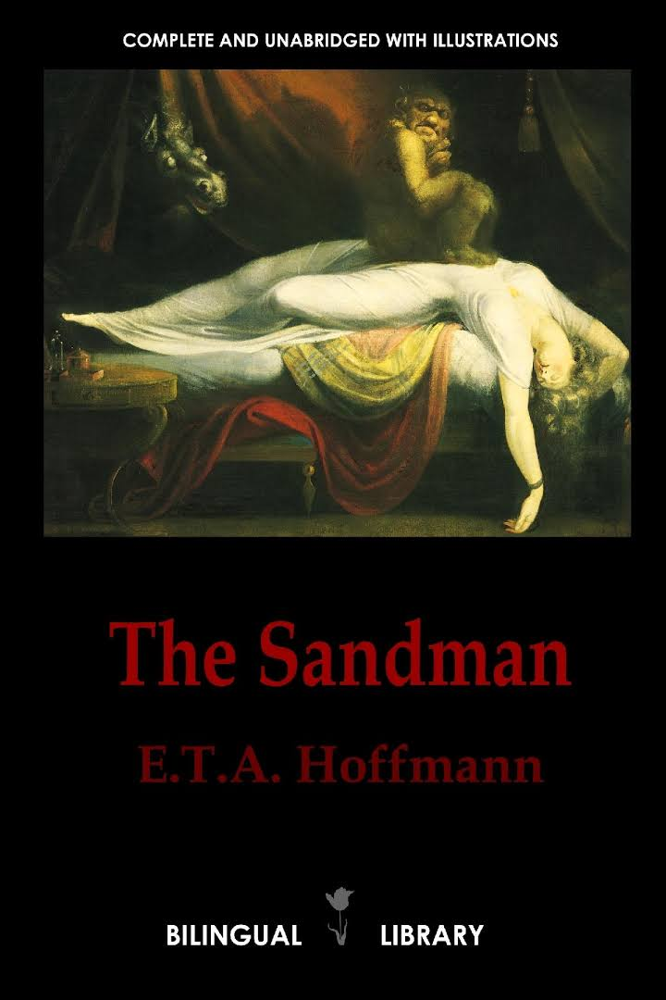 COMPLETE AND UNABRIDGED WITH ILLUSTRATIONS
The Sandman
E.T.A. Hoffmann
BILINGUAL LIBRARY